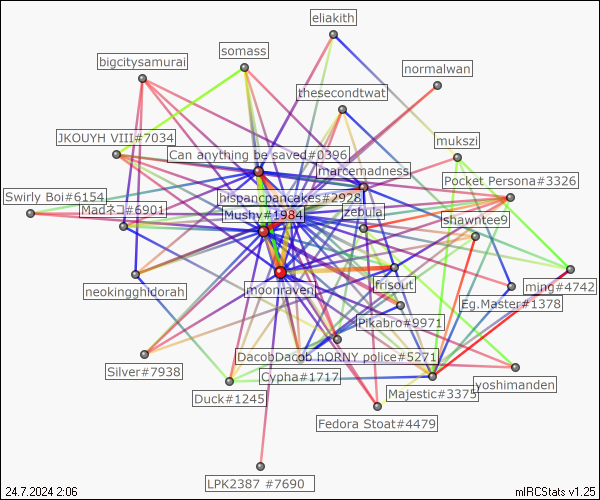 eliakith
somass
bigcitysamurai
normalwan
thesecondtwat
JKOUYH VIII#7034
mukszi
Can anything be saved#0396
marcemadness
Pocket Persona#3326
Swirly Boi#6154
hispancpancakes#2928
Madネコ#6901
Mushy#1984
zebula
shawntee9
neokingghidorah
moonraven
frisout
ming#4742
Eg.Master#1378
Pikabro#9971
DacobDacob hORNY police#5271
Silver#7938
Cypha#1717
yoshimanden
Duck#1245
Majestic#3375
Fedora Stoat#4479
LPK2387 #7690
24.7.2024 2:06
mIRCStats v1.25